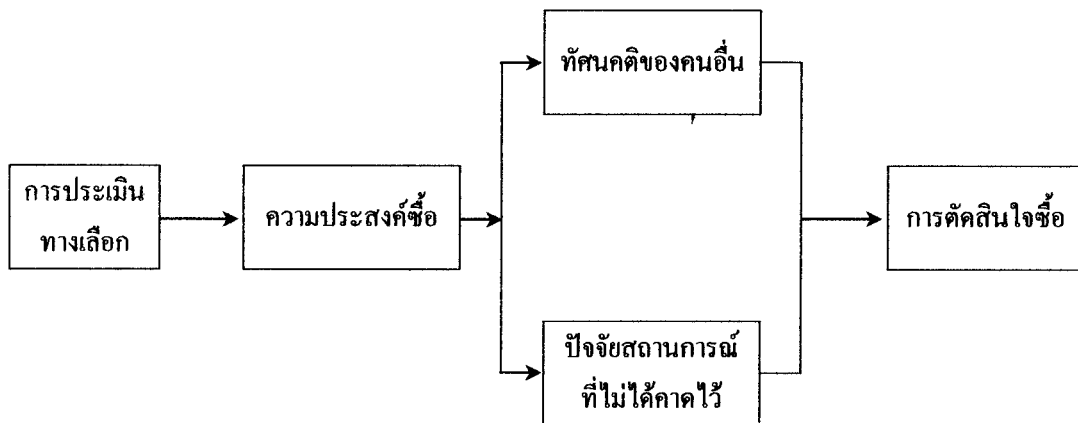 ทัศนคติของคนอื่น
การประเมิน
ทางเลือก
ความประสงค์ซื้อ
การตัดสินใจซื้อ
ปัจจัยสถานการณ์
ที่ไม่ได้คาดไว้